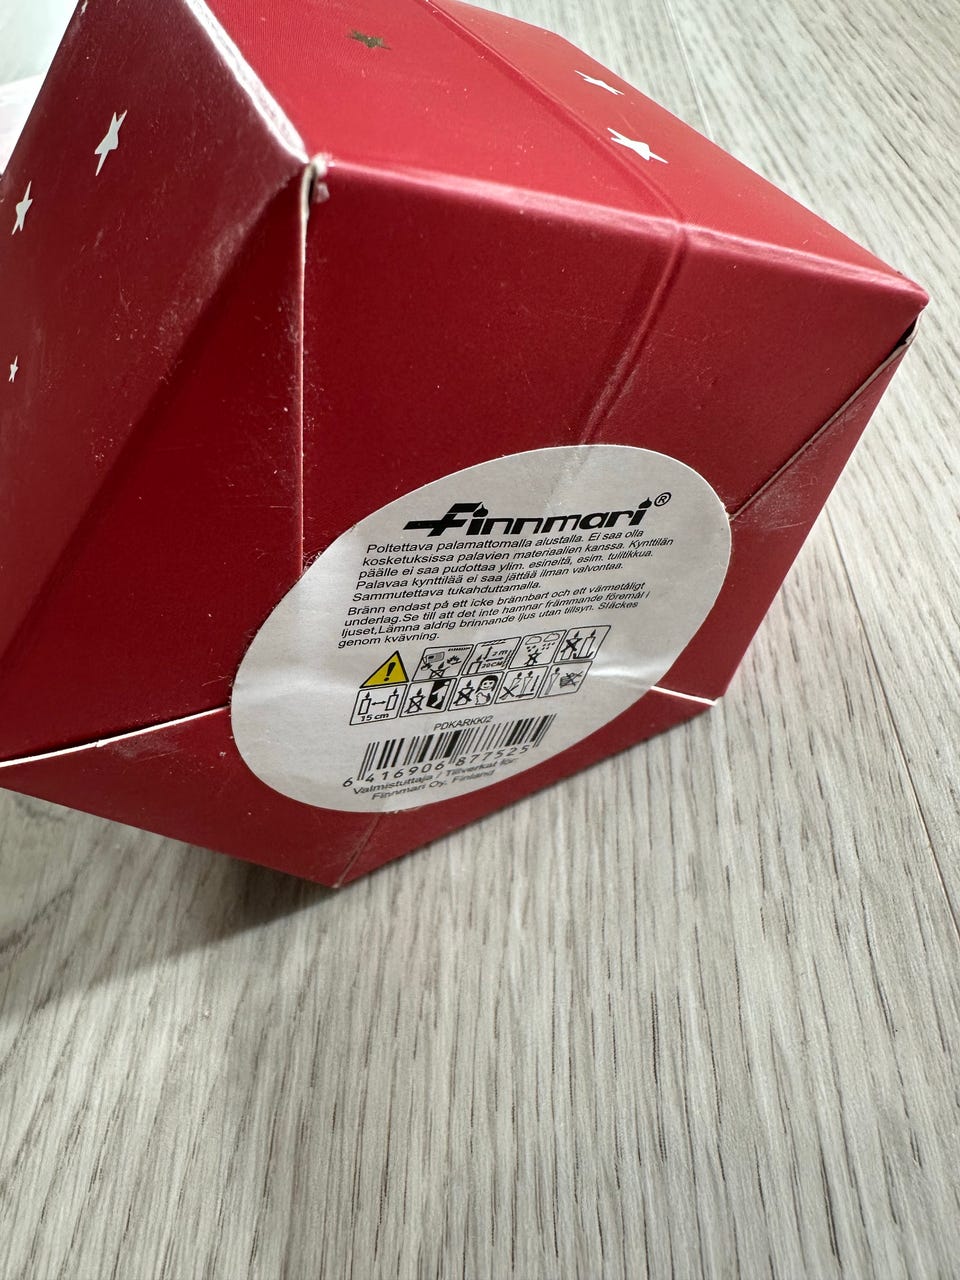 Finnmari®
Poltettava palamattomalla alustalla. Ei saa olla
kosketuksissa palavien materiaalien kanssa. Kynttilän
päälle ei saa pudottaa ylim. esineitä, esim. tulitikkua.
Palavaa kynttilää ei saa jättää ilman valvontaa.
Sammutettava tukahduttamalla.
Bränn endast på ett icke brännbart och ett värmetåligt
underlag.Se till att det inte hamnar främmande föremål i
ljuset,Lämna aldrig brinnande ljus utan tillsyn. Släckes
genom kvävning.
2 m
20CM
15 cm
PDKARKKI2
6 416906 877525
Valmistuttaja / Tillverkat för:
Finnmari Oy, Finland